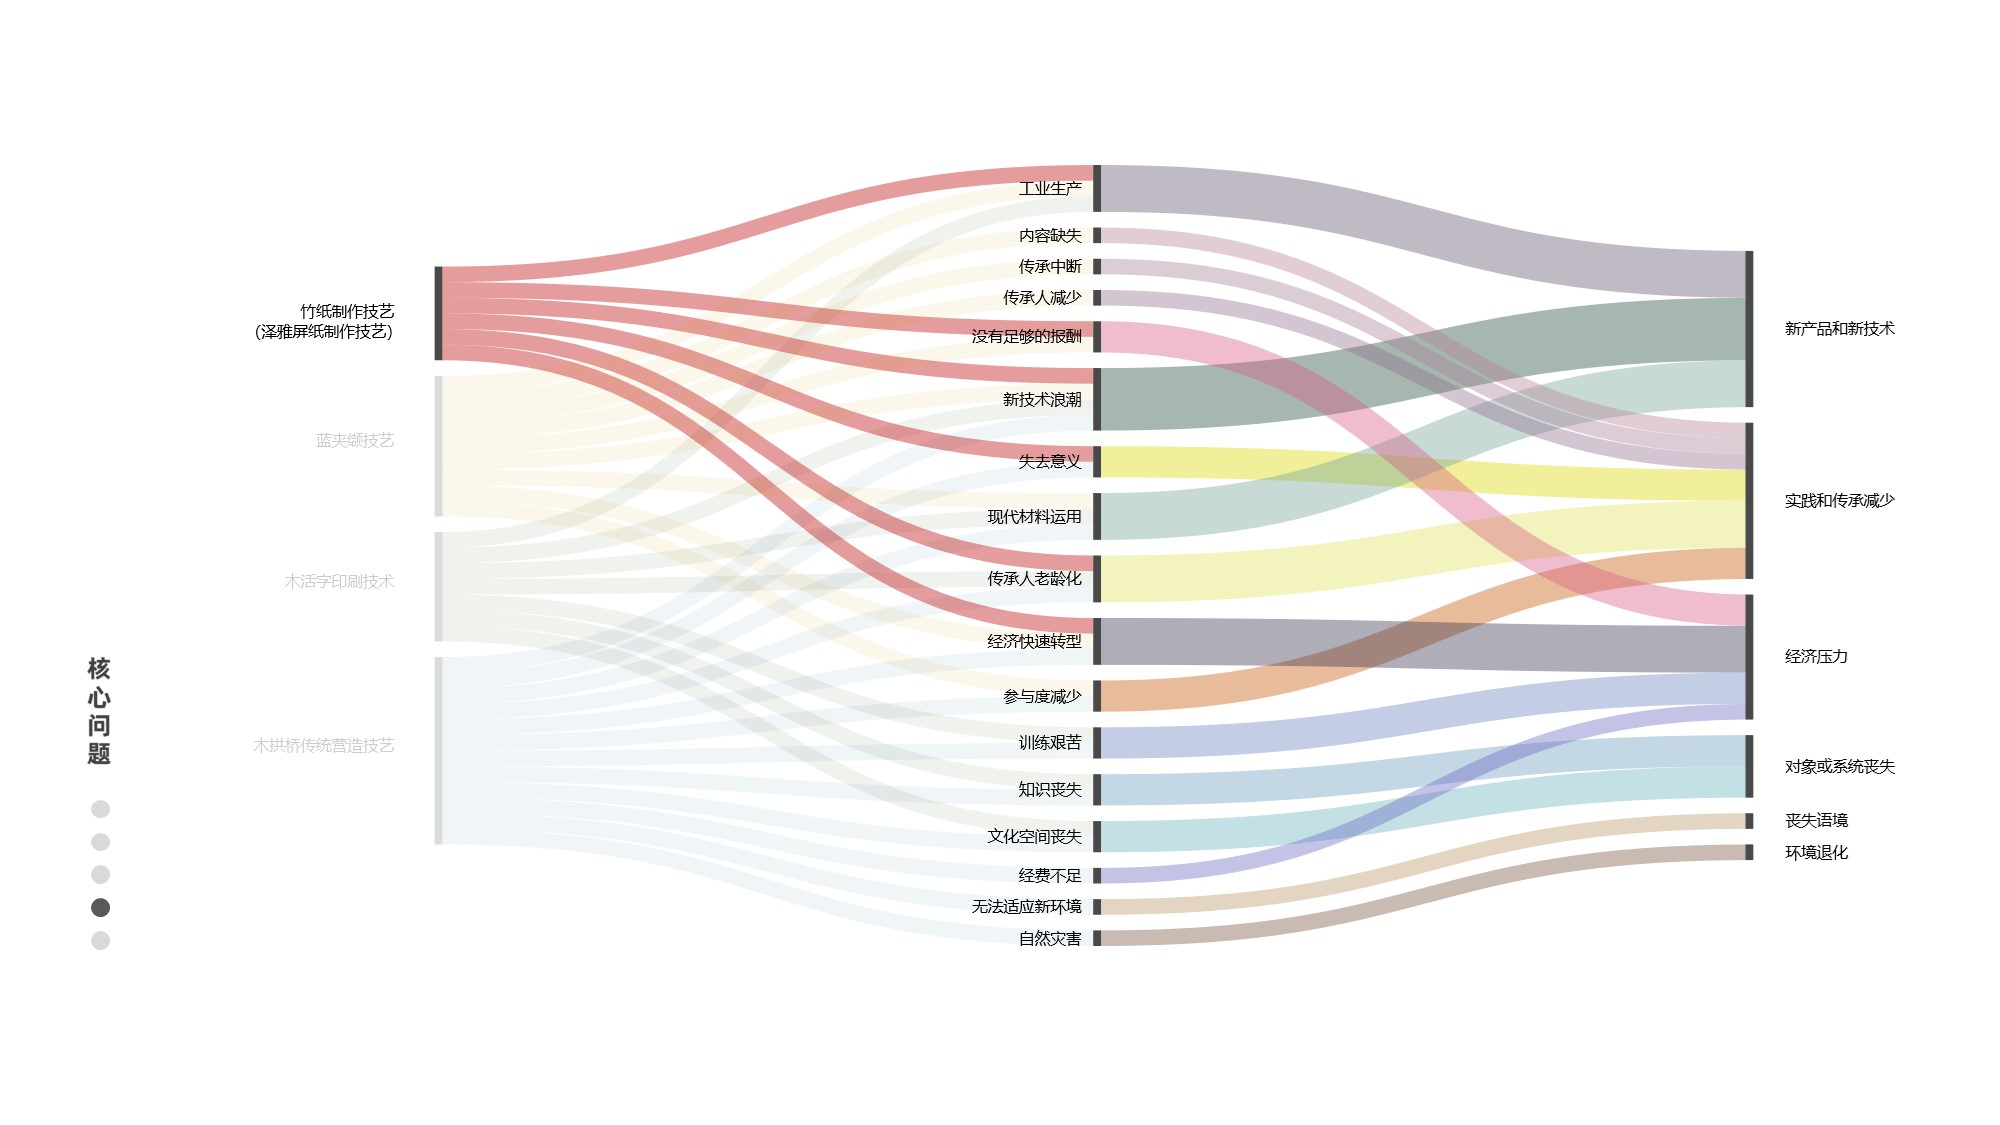 竹纸制作技艺
（泽雅屏纸制作技艺）
蓝夹缬技艺
木活字印刷技术
木拱桥传统营造技艺
核
心
问
题
工业生产
内容缺失
传承中断
传承人减少
没有足够的报酬
新技术浪潮
失去意义
现代材料运用
传承人老龄化
经济快速转型
参与度减少
训练艰苦
知识丧失
文化空间丧失
经费不足
无法适应新环境
自然灾害
新产品和新技术
实践和传承减少
经济压力
对象或系统丧失
丧失语境
环境退化